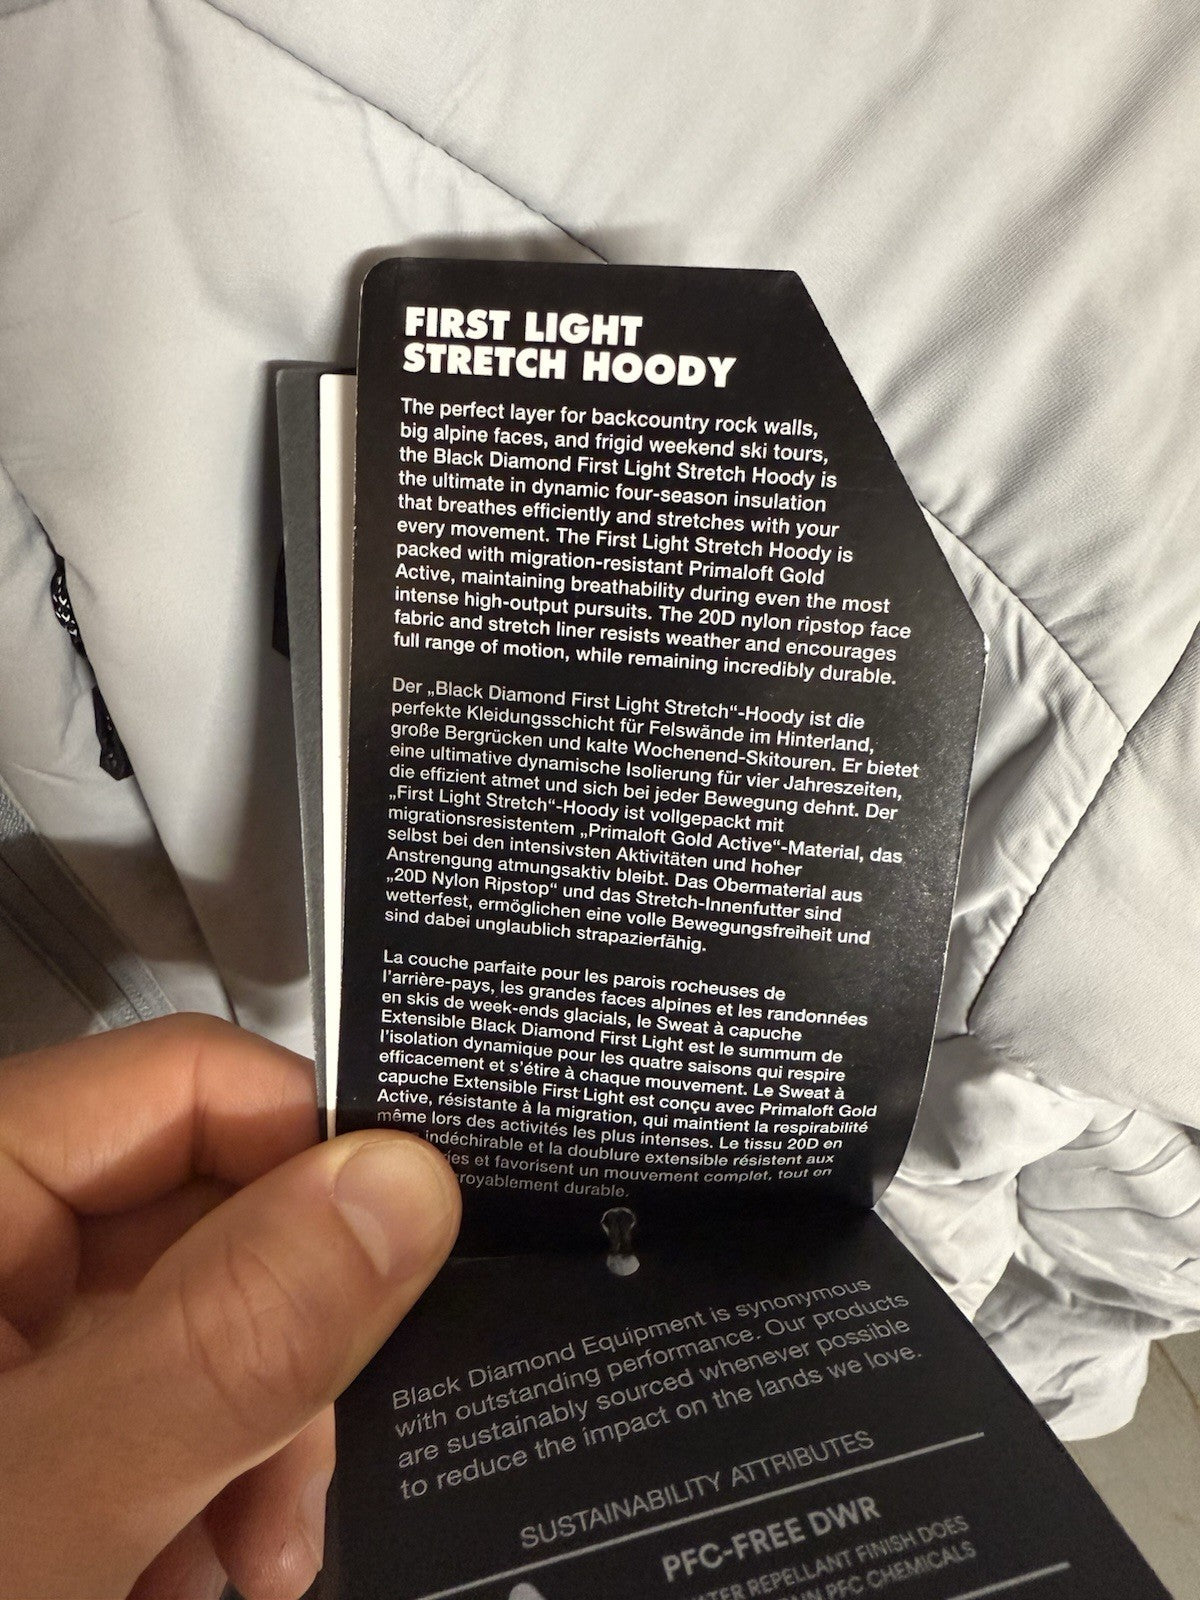 FIRST LIGHT
STRETCH HOODY
The perfect layer for backcountry rock walls,
big alpine faces, and frigid weekend ski tours,
the Black Diamond First Light Stretch Hoody is
the ultimate in dynamic four-season insulation
that breathes efficiently and stretches with your
every movement. The First Light Stretch Hoody is
packed with migration-resistant Primaloft Gold
Active, maintaining breathability during even the most
intense high-output pursuits. The 20D nylon ripstop face
fabric and stretch liner resists weather and encourages
full range of motion, while remaining incredibly durable.
Der „Black Diamond First Light Stretch“-Hoody ist die
perfekte Kleidungsschicht für Felswände im Hinterland,
große Bergrücken und kalte Wochenend-Skitouren. Er bietet
eine ultimative dynamische Isolierung für vier Jahreszeiten,
die effizient atmet und sich bei jeder Bewegung dehnt. Der
„First Light Stretch“-Hoody ist vollgepackt mit
migrationsresistentem „Primaloft Gold Active“-Material, das
selbst bei den intensivsten Aktivitäten und hoher
Anstrengung atmungsaktiv bleibt. Das Obermaterial aus
„20D Nylon Ripstop“ und das Stretch-Innenfutter sind
wetterfest, ermöglichen eine volle Bewegungsfreiheit und
sind dabei unglaublich strapazierfähig.
La couche parfaite pour les parois rocheuses de
l’arrière-pays, les grandes faces alpines et les randonnées
en skis de week-ends glacials, le Sweat à capuche
Extensible Black Diamond First Light est le summum de
l’isolation dynamique pour les quatre saisons qui respire
efficacement et s’étire à chaque mouvement. Le Sweat à
capuche Extensible First Light est conçu avec Primaloft Gold
Active, résistante à la migration, qui maintient la respirabilité
même lors des activités les plus intenses. Le tissu 20D en
indéchirable et la doublure extensible résistent aux
et favorisent un mouvement complet, tout en
durable.
Black Diamond Equipment is synonymous
with outstanding performance. Our products
are sustainably sourced whenever possible
to reduce the impact on the lands we love.
SUSTAINABILITY ATTRIBUTES
PFC-FREE DWR
REPELLANT FINISH DOES
PFC CHEMICALS